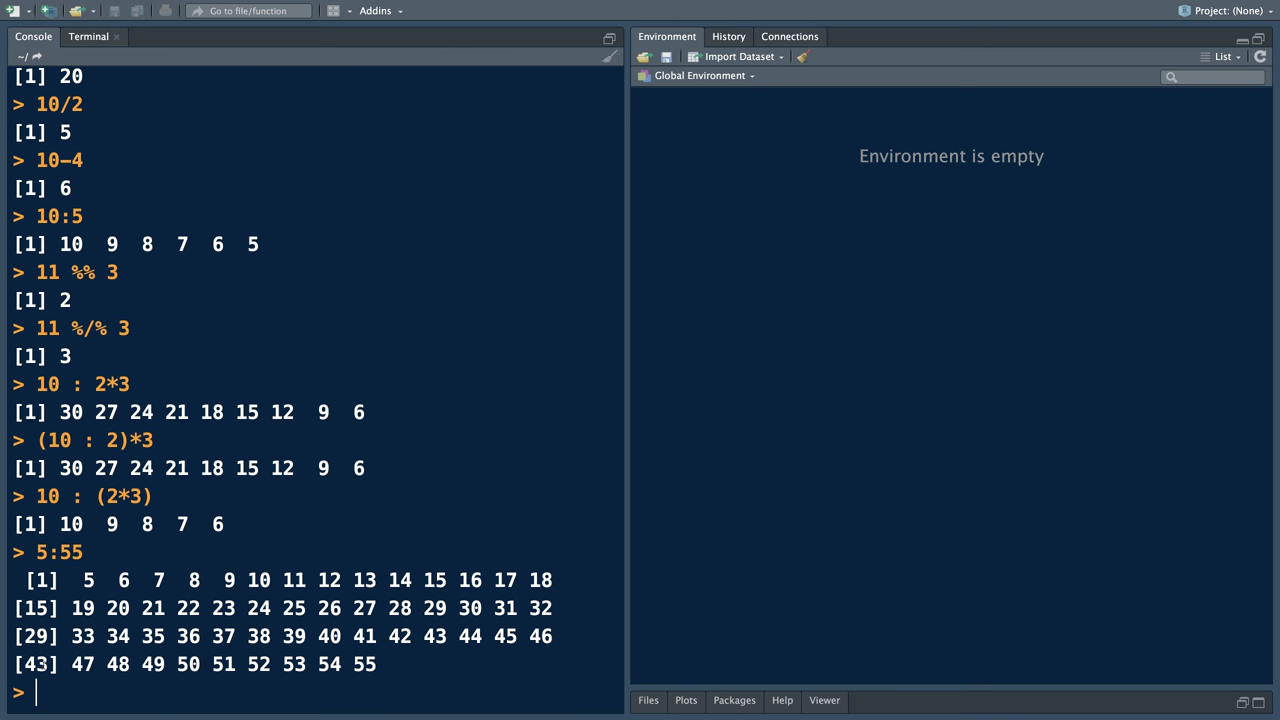 Go to file/function
Addins
Project: (None)
Console Terminal
~/
[1] 20
> 10/2
[1] 5
> 10-4
[1] 6
> 10:5
[1] 10  9  8  7  6  5
> 11 %% 3
[1] 2
> 11 %/% 3
[1] 3
> 10 : 2*3
[1] 30 27 24 21 18 15 12  9  6
> (10 : 2)*3
[1] 30 27 24 21 18 15 12  9  6
> 10 : (2*3)
[1] 10  9  8  7  6
> 5:55
[1]  5  6  7  8  9 10 11 12 13 14 15 16 17 18
[15] 19 20 21 22 23 24 25 26 27 28 29 30 31 32
[29] 33 34 35 36 37 38 39 40 41 42 43 44 45 46
[43] 47 48 49 50 51 52 53 54 55
>
Environment History Connections
Import Dataset List
Global Environment
Environment is empty
Files Plots Packages Help Viewer